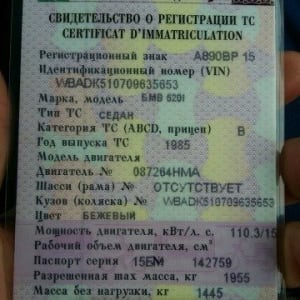 СВИДЕТЕЛЬСТВО О РЕГИСТРАЦИИ ТС
CERTIFICAT D'IMMATRICULATION
Регистрационный знак А890ВР 15
Идентификационный номер (VIN)
WBADK510709635653
Марка, модель БМВ 520I
Тип ТС СЕДАН
Категория ТС (ABCD, прицеп) B
Год выпуска ТС 1985
Модель двигателя
Двигатель № 087264HMA
Шасси (рама) № ОТСУТСТВУЕТ
Кузов (коляска) № WBADK510709635653
Цвет БЕЖЕВЫЙ
Мощность двигателя, кВт/л. с. 110.3/15
Рабочий объем двигателя, см³
Паспорт серия 15ЕМ 142759
Разрешенная max масса, кг 1955
Масса без нагрузки, кг 1445